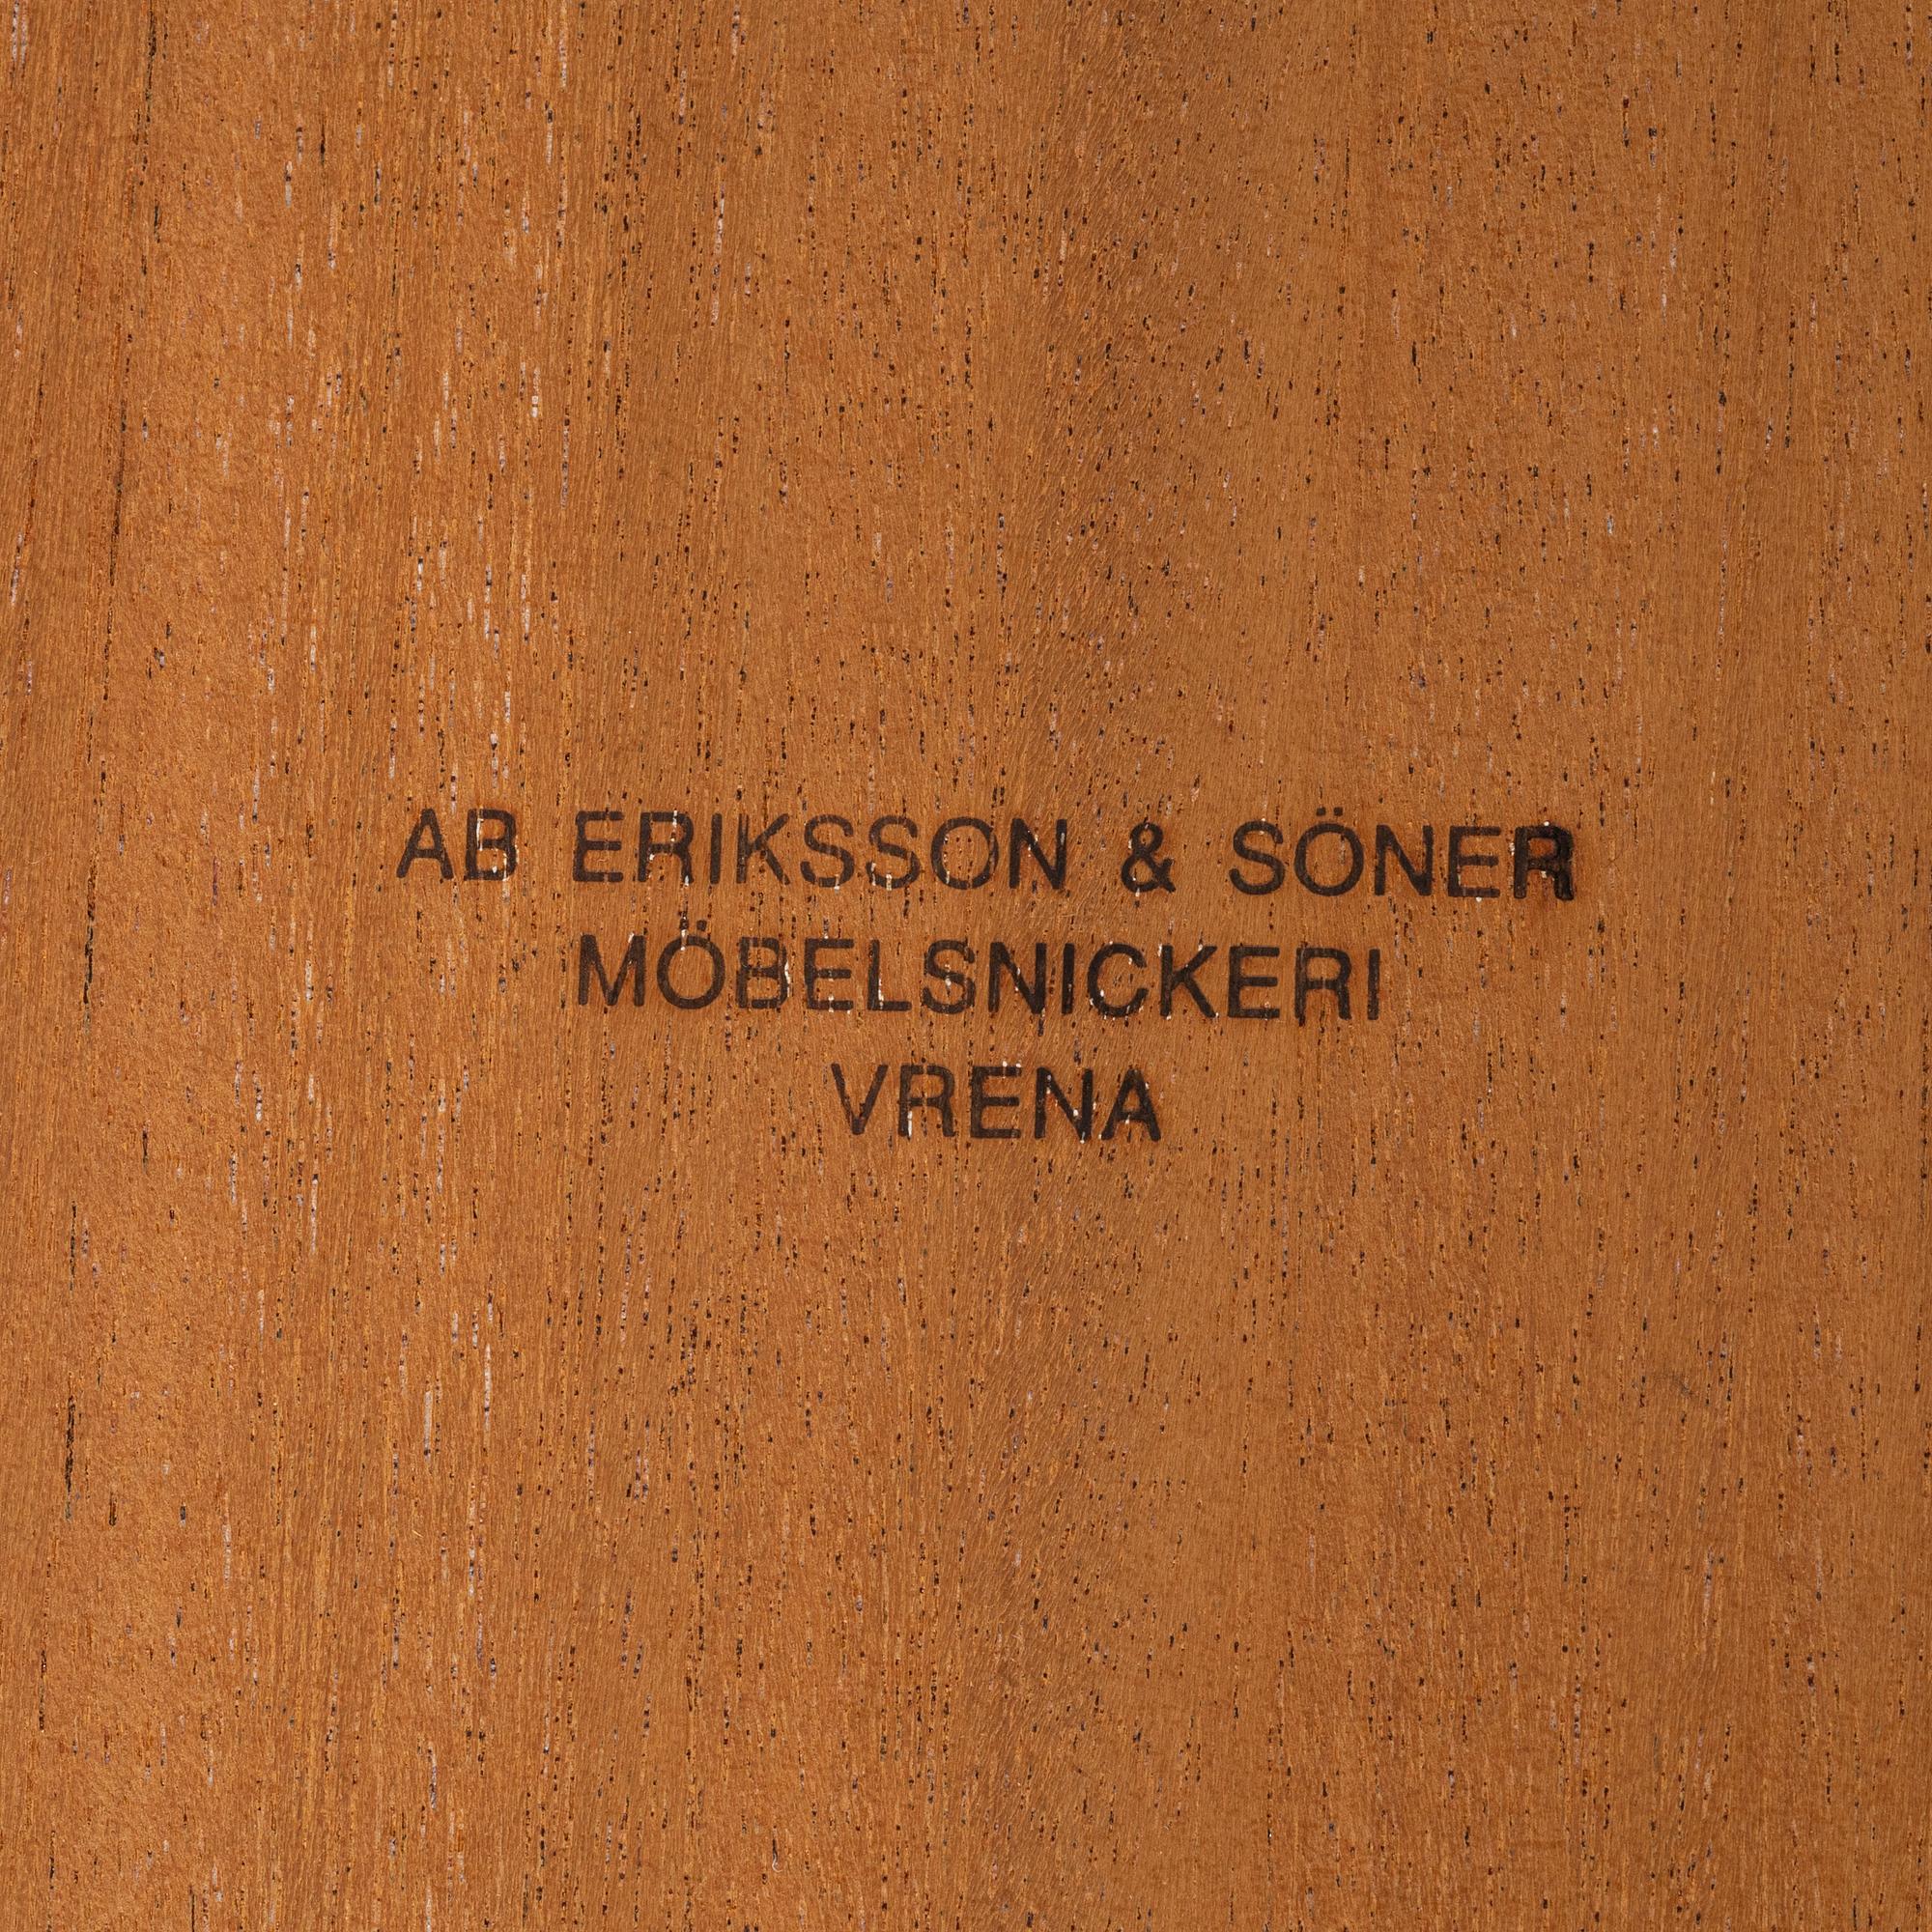 AB ERIKSSON & SÖNER
MÖBELSNICKERI
VRENA